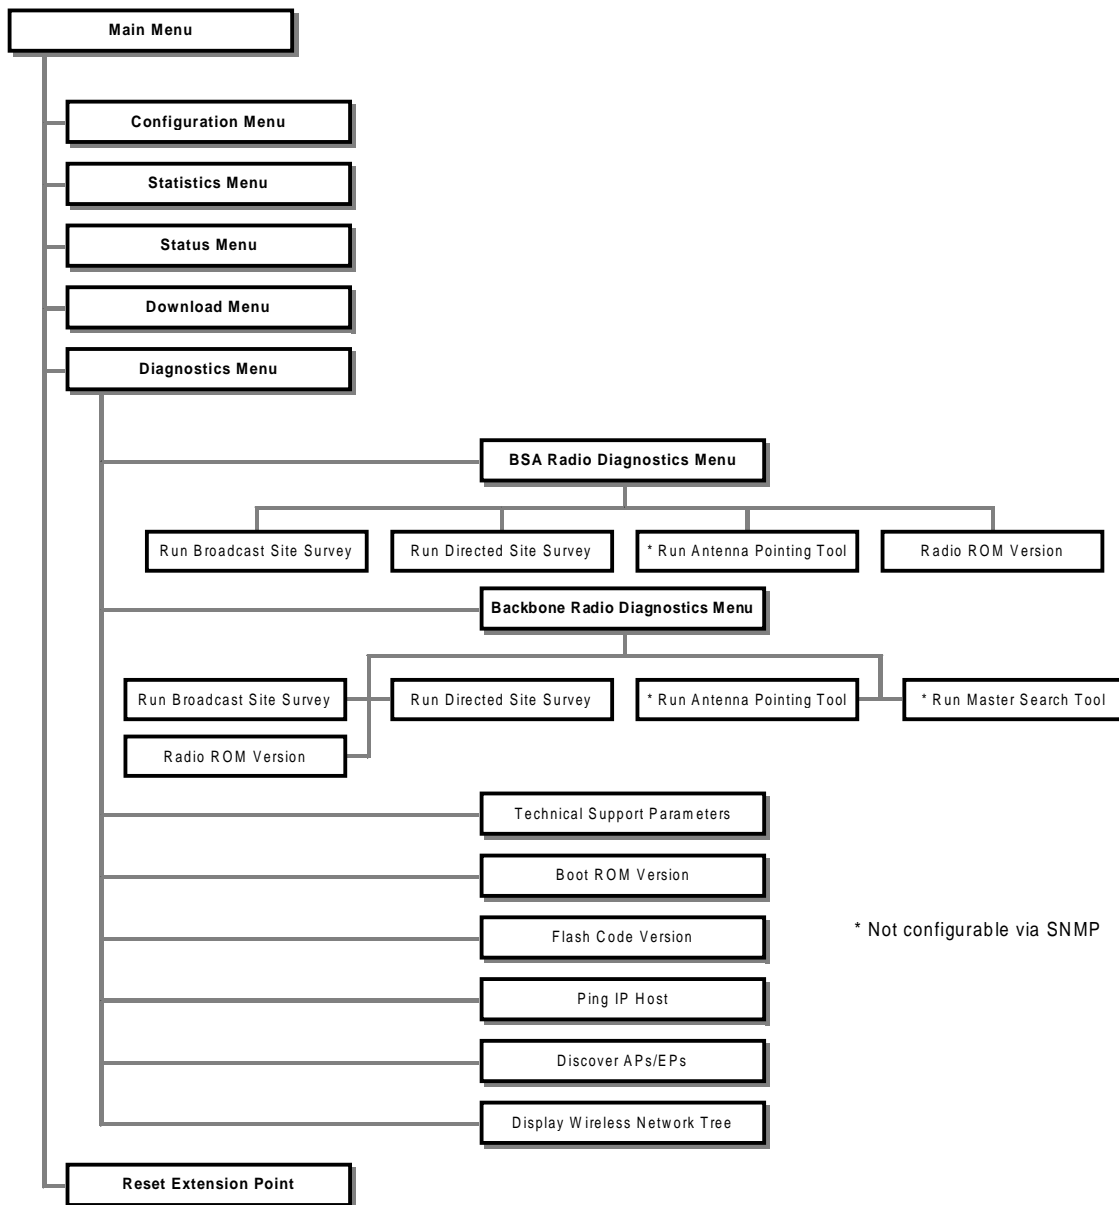 Main Menu
Configuration Menu
Statistics Menu
Status Menu
Download Menu
Diagnostics Menu
BSA Radio Diagnostics Menu
Run Broadcast Site Survey
Run Directed Site Survey
* Run Antenna Pointing Tool
Radio ROM Version
Backbone Radio Diagnostics Menu
Run Broadcast Site Survey
Run Directed Site Survey
* Run Antenna Pointing Tool
* Run Master Search Tool
Radio ROM Version
Technical Support Parameters
Boot ROM Version
Flash Code Version
* Not configurable via SNMP
Ping IP Host
Discover APs/EPs
Display Wireless Network Tree
Reset Extension Point